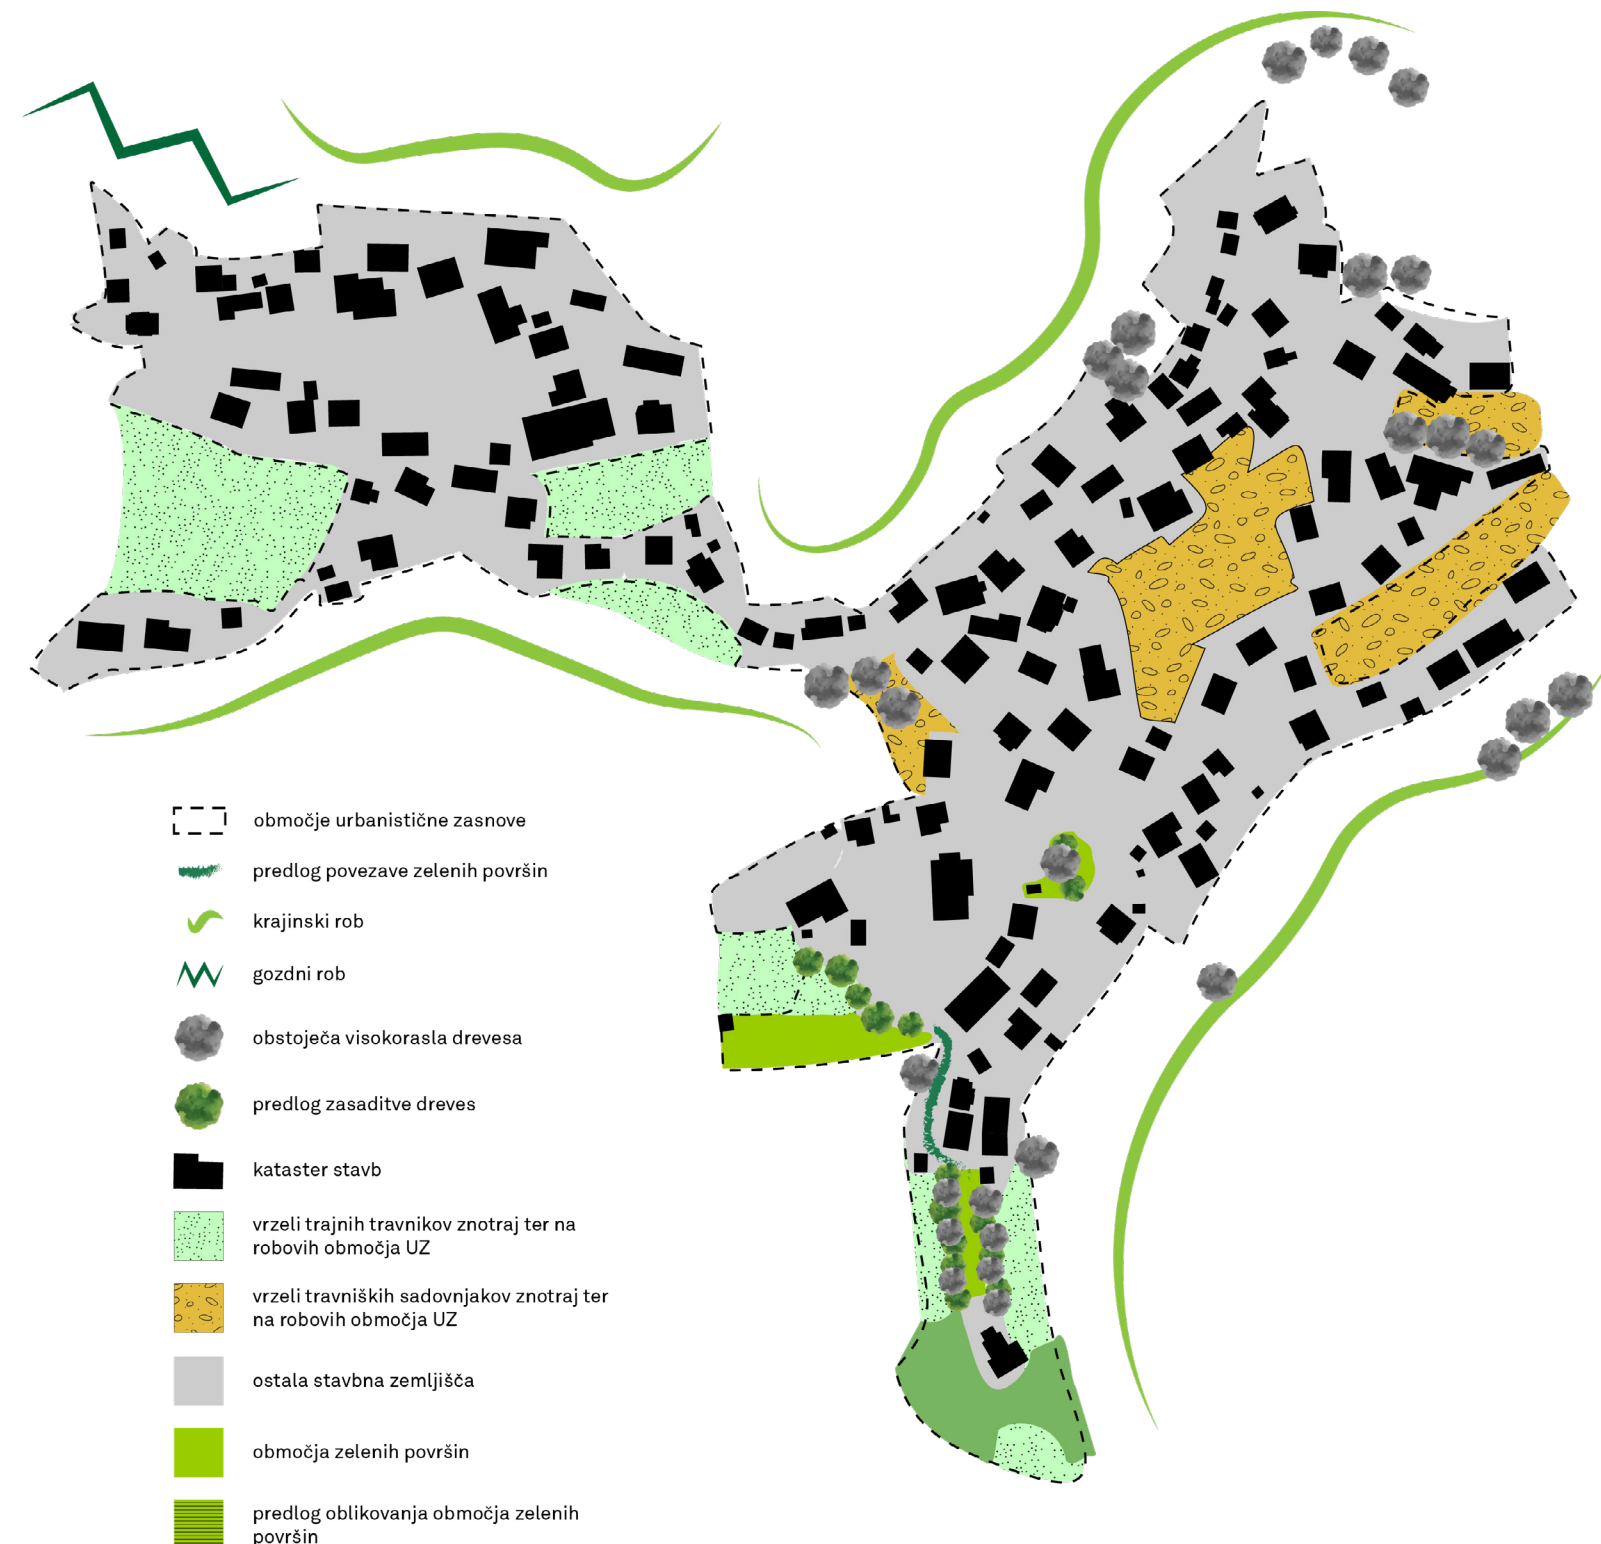 območje urbanistične zasnove
predlog povezave zelenih površin
krajinski rob
gozdni rob
obstoječa visokorasla drevesa
predlog zasaditve dreves
kataster stavb
vrzeli trajnih travnikov znotraj ter na
robovih območja UZ
vrzeli travniških sadovnjakov znotraj ter
na robovih območja UZ
ostala stavbna zemljišča
območja zelenih površin
predlog oblikovanja območja zelenih
površin